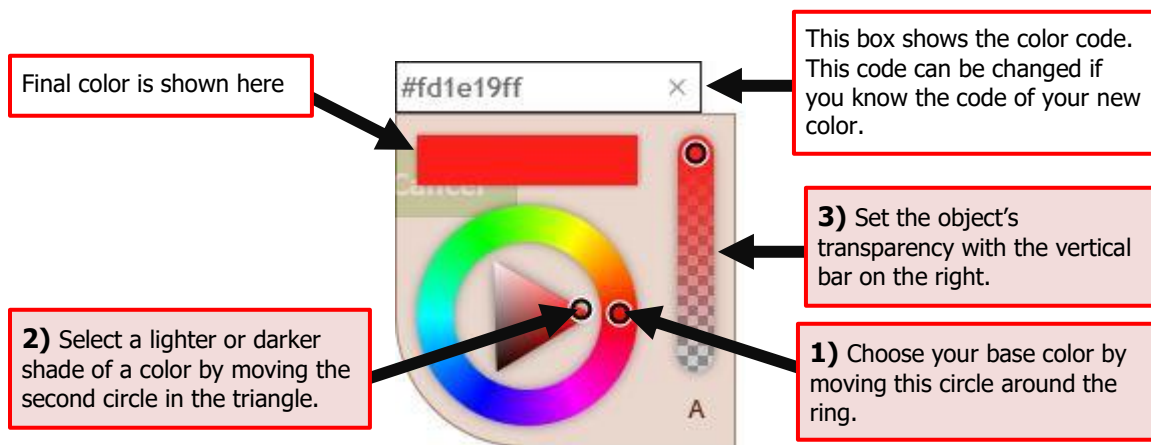 This box shows the color code.
This code can be changed if
you know the code of your new
color.
Final color is shown here
#fd1e19ff ×
Cancel
3) Set the object’s
transparency with the vertical
bar on the right.
2) Select a lighter or darker
shade of a color by moving the
second circle in the triangle.
1) Choose your base color by
moving this circle around the
ring.
A